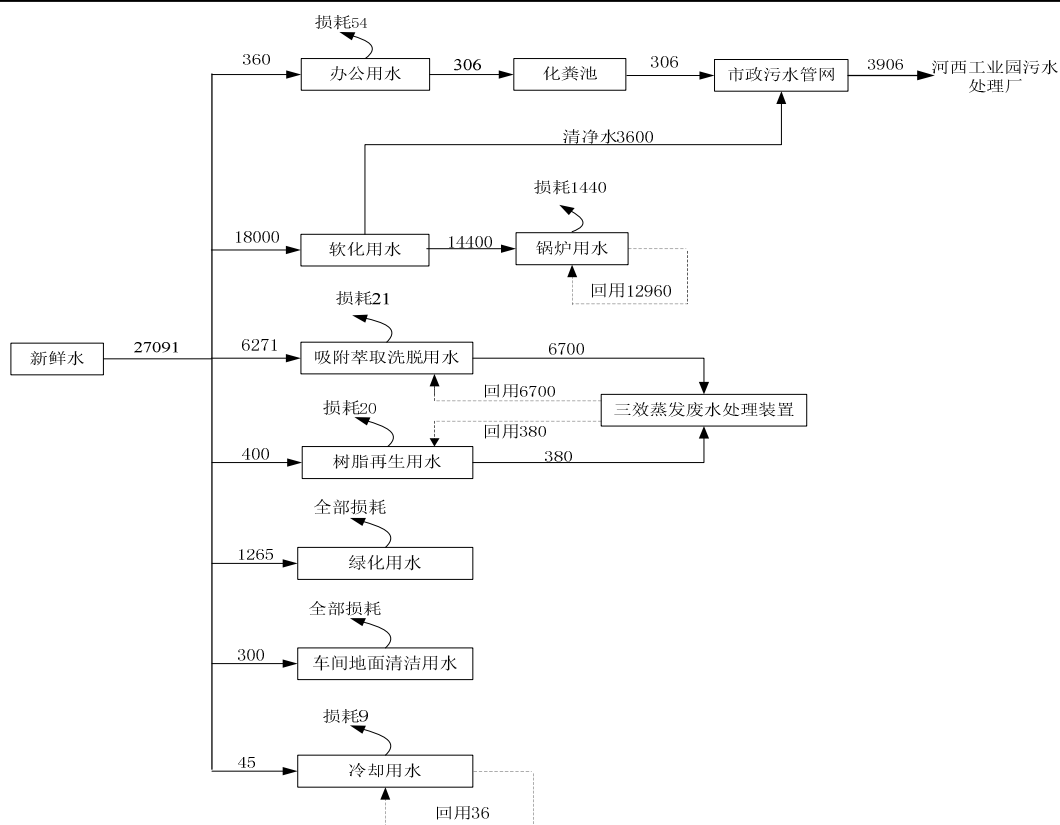 损耗54
360
办公用水
306
化粪池
306
市政污水管网
3906
河西工业园污水
处理厂
清净水3600
损耗1440
18000
软化用水
14400
锅炉用水
回用12960
损耗21
新鲜水
27091
6271
吸附萃取洗脱用水
6700
回用6700
三效蒸发废水处理装置
损耗20
回用380
400
树脂再生用水
380
全部损耗
1265
绿化用水
全部损耗
300
车间地面清洁用水
损耗9
45
冷却用水
回用36